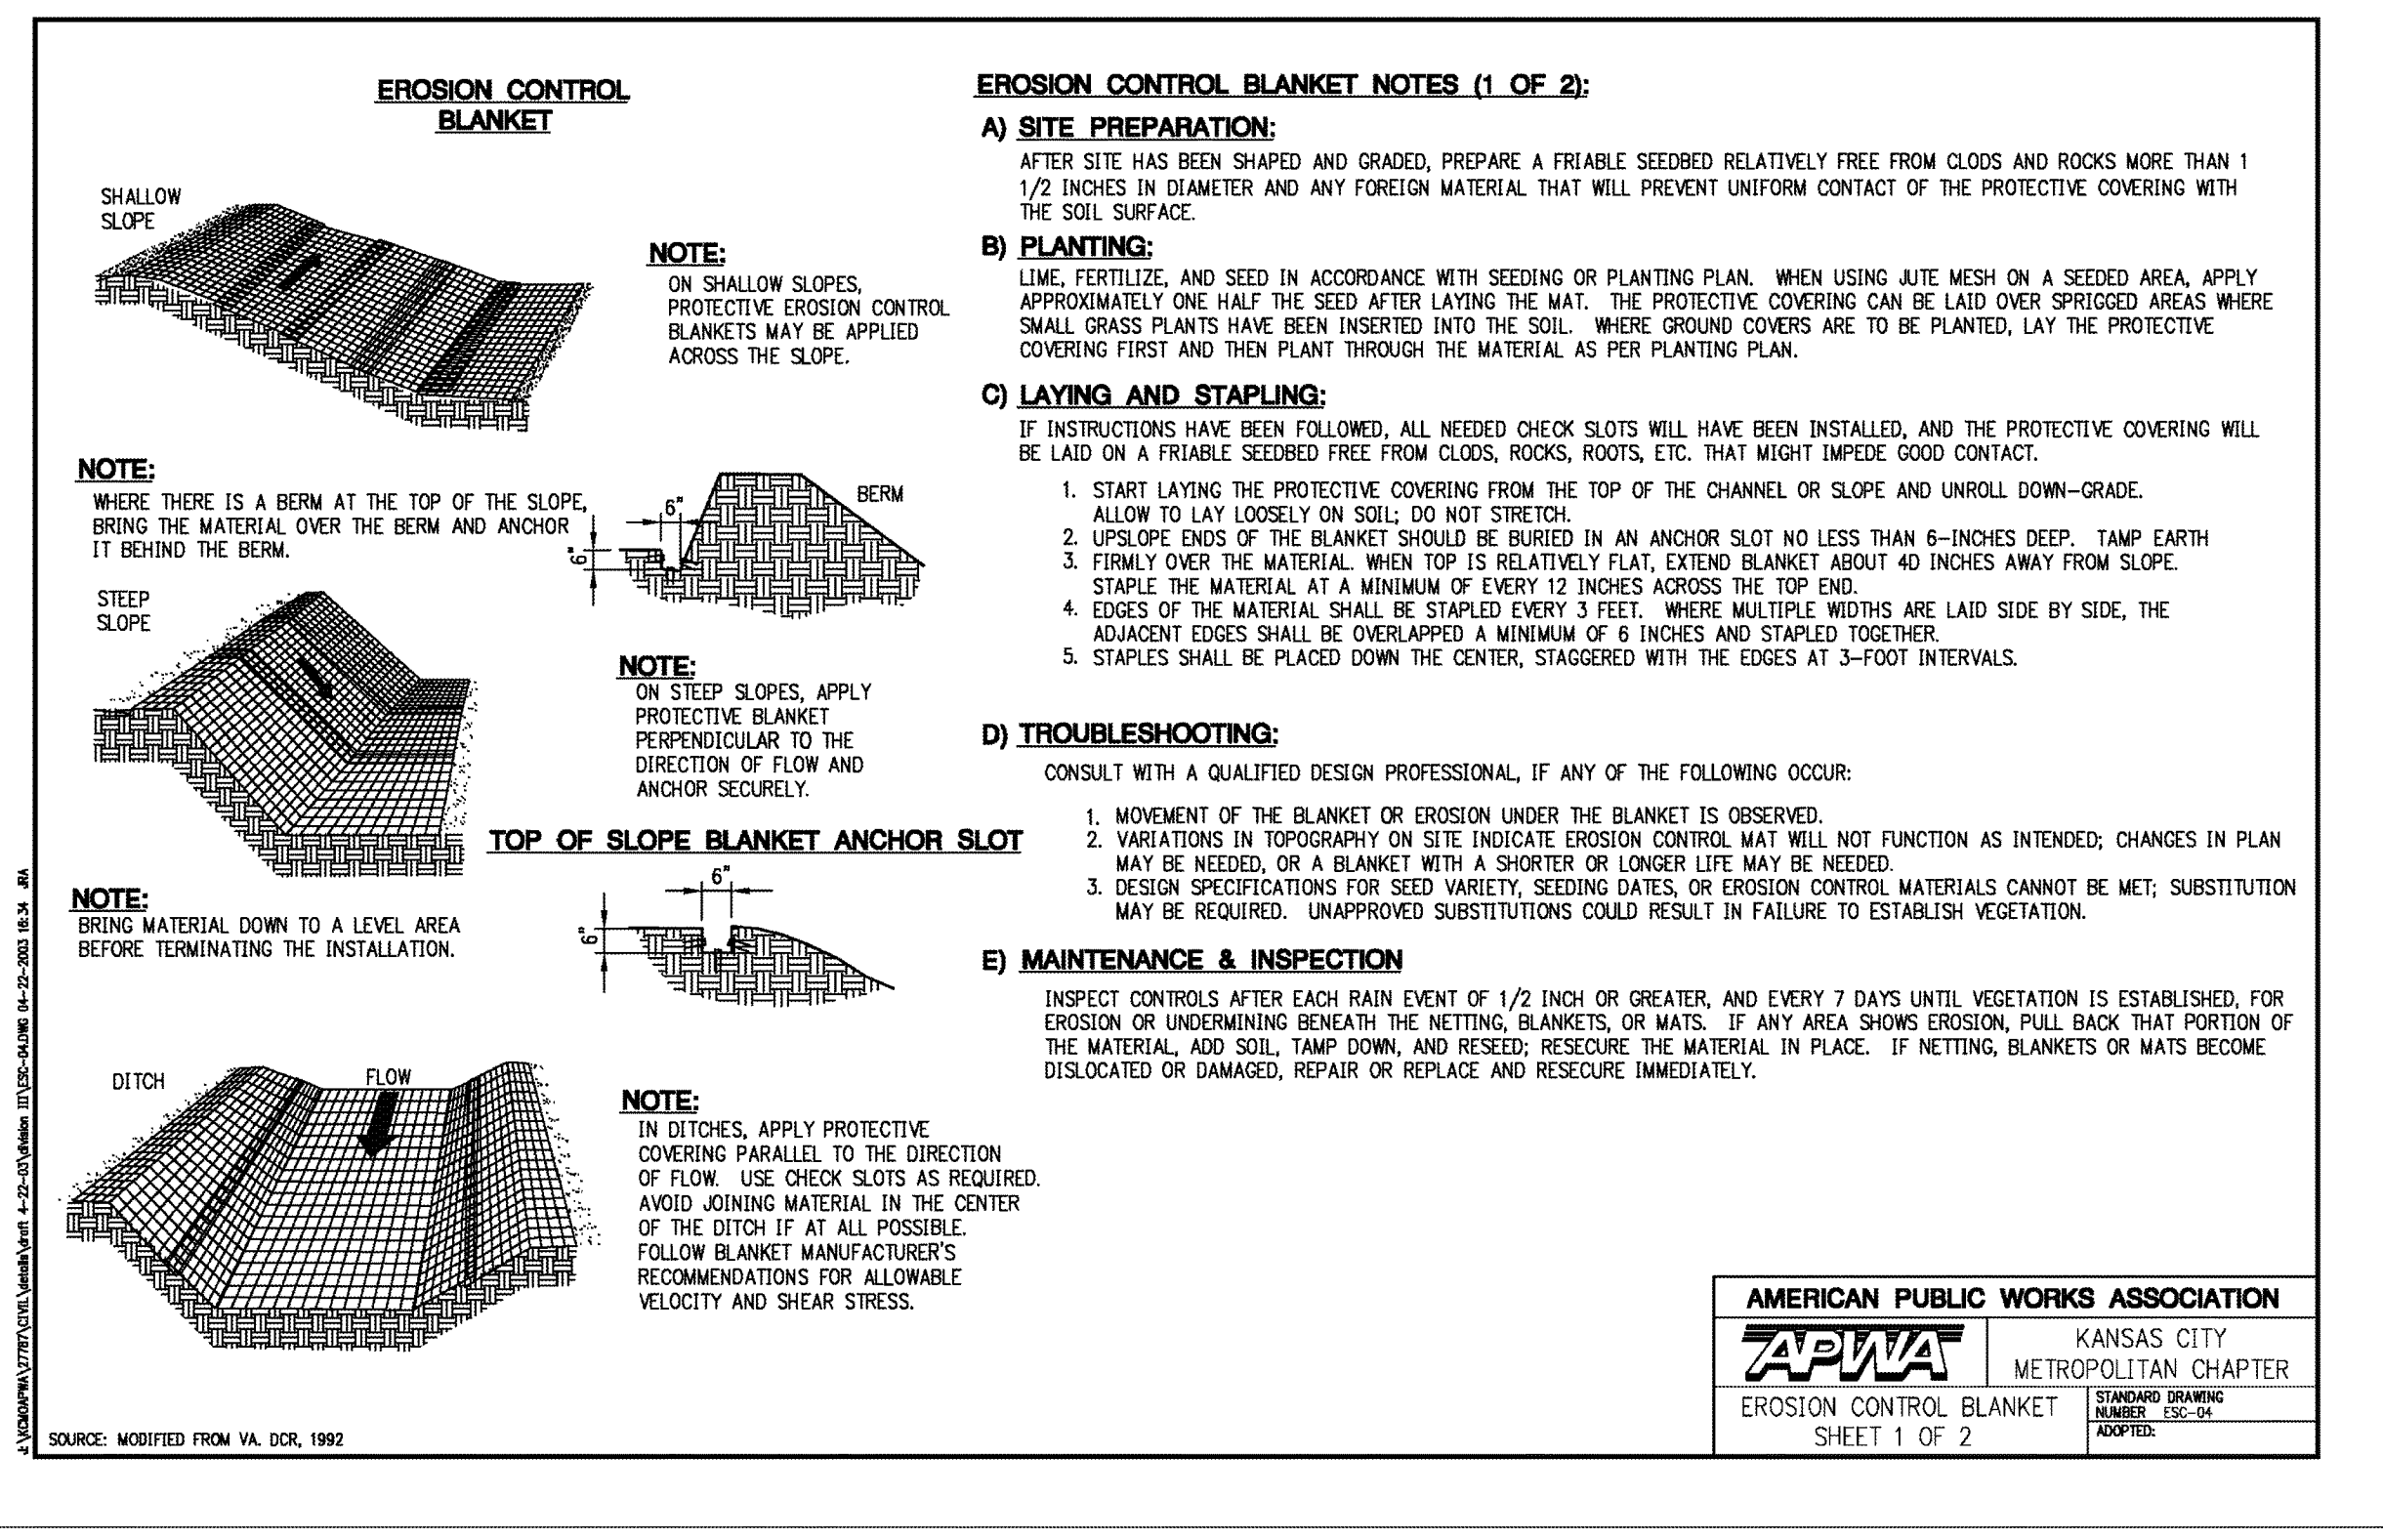 EROSION CONTROL
BLANKET
SHALLOW
SLOPE
NOTE:
ON SHALLOW SLOPES,
PROTECTIVE EROSION CONTROL
BLANKETS MAY BE APPLIED
ACROSS THE SLOPE.
NOTE:
WHERE THERE IS A BERM AT THE TOP OF THE SLOPE,
BRING THE MATERIAL OVER THE BERM AND ANCHOR
IT BEHIND THE BERM.
6"
6"
BERM
STEEP
SLOPE
NOTE:
ON STEEP SLOPES, APPLY
PROTECTIVE BLANKET
PERPENDICULAR TO THE
DIRECTION OF FLOW AND
ANCHOR SECURELY.
TOP OF SLOPE BLANKET ANCHOR SLOT
6"
6"
NOTE:
BRING MATERIAL DOWN TO A LEVEL AREA
BEFORE TERMINATING THE INSTALLATION.
DITCH
FLOW
NOTE:
IN DITCHES, APPLY PROTECTIVE
COVERING PARALLEL TO THE DIRECTION
OF FLOW. USE CHECK SLOTS AS REQUIRED.
AVOID JOINING MATERIAL IN THE CENTER
OF THE DITCH IF AT ALL POSSIBLE.
FOLLOW BLANKET MANUFACTURER'S
RECOMMENDATIONS FOR ALLOWABLE
VELOCITY AND SHEAR STRESS.
SOURCE: MODIFIED FROM VA. DCR, 1992
J:\KCMOAPWA\27787\CIVIL\details\draft 4-22-03\division III\ESC-04.DWG 04-22-2003 16:34 JRA
EROSION CONTROL BLANKET NOTES (1 OF 2):
A) SITE PREPARATION:
AFTER SITE HAS BEEN SHAPED AND GRADED, PREPARE A FRIABLE SEEDBED RELATIVELY FREE FROM CLODS AND ROCKS MORE THAN 1
1/2 INCHES IN DIAMETER AND ANY FOREIGN MATERIAL THAT WILL PREVENT UNIFORM CONTACT OF THE PROTECTIVE COVERING WITH
THE SOIL SURFACE.
B) PLANTING:
LIME, FERTILIZE, AND SEED IN ACCORDANCE WITH SEEDING OR PLANTING PLAN. WHEN USING JUTE MESH ON A SEEDED AREA, APPLY
APPROXIMATELY ONE HALF THE SEED AFTER LAYING THE MAT. THE PROTECTIVE COVERING CAN BE LAID OVER SPRIGGED AREAS WHERE
SMALL GRASS PLANTS HAVE BEEN INSERTED INTO THE SOIL. WHERE GROUND COVERS ARE TO BE PLANTED, LAY THE PROTECTIVE
COVERING FIRST AND THEN PLANT THROUGH THE MATERIAL AS PER PLANTING PLAN.
C) LAYING AND STAPLING:
IF INSTRUCTIONS HAVE BEEN FOLLOWED, ALL NEEDED CHECK SLOTS WILL HAVE BEEN INSTALLED, AND THE PROTECTIVE COVERING WILL
BE LAID ON A FRIABLE SEEDBED FREE FROM CLODS, ROCKS, ROOTS, ETC. THAT MIGHT IMPEDE GOOD CONTACT.
1. START LAYING THE PROTECTIVE COVERING FROM THE TOP OF THE CHANNEL OR SLOPE AND UNROLL DOWN-GRADE.
ALLOW TO LAY LOOSELY ON SOIL; DO NOT STRETCH.
2. UPSLOPE ENDS OF THE BLANKET SHOULD BE BURIED IN AN ANCHOR SLOT NO LESS THAN 6-INCHES DEEP. TAMP EARTH
3. FIRMLY OVER THE MATERIAL. WHEN TOP IS RELATIVELY FLAT, EXTEND BLANKET ABOUT 4D INCHES AWAY FROM SLOPE.
STAPLE THE MATERIAL AT A MINIMUM OF EVERY 12 INCHES ACROSS THE TOP END.
4. EDGES OF THE MATERIAL SHALL BE STAPLED EVERY 3 FEET. WHERE MULTIPLE WIDTHS ARE LAID SIDE BY SIDE, THE
ADJACENT EDGES SHALL BE OVERLAPPED A MINIMUM OF 6 INCHES AND STAPLED TOGETHER.
5. STAPLES SHALL BE PLACED DOWN THE CENTER, STAGGERED WITH THE EDGES AT 3-FOOT INTERVALS.
D) TROUBLESHOOTING:
CONSULT WITH A QUALIFIED DESIGN PROFESSIONAL, IF ANY OF THE FOLLOWING OCCUR:
1. MOVEMENT OF THE BLANKET OR EROSION UNDER THE BLANKET IS OBSERVED.
2. VARIATIONS IN TOPOGRAPHY ON SITE INDICATE EROSION CONTROL MAT WILL NOT FUNCTION AS INTENDED; CHANGES IN PLAN
MAY BE NEEDED, OR A BLANKET WITH A SHORTER OR LONGER LIFE MAY BE NEEDED.
3. DESIGN SPECIFICATIONS FOR SEED VARIETY, SEEDING DATES, OR EROSION CONTROL MATERIALS CANNOT BE MET; SUBSTITUTION
MAY BE REQUIRED. UNAPPROVED SUBSTITUTIONS COULD RESULT IN FAILURE TO ESTABLISH VEGETATION.
E) MAINTENANCE & INSPECTION
INSPECT CONTROLS AFTER EACH RAIN EVENT OF 1/2 INCH OR GREATER, AND EVERY 7 DAYS UNTIL VEGETATION IS ESTABLISHED, FOR
EROSION OR UNDERMINING BENEATH THE NETTING, BLANKETS, OR MATS. IF ANY AREA SHOWS EROSION, PULL BACK THAT PORTION OF
THE MATERIAL, ADD SOIL, TAMP DOWN, AND RESEED; RESECURE THE MATERIAL IN PLACE. IF NETTING, BLANKETS OR MATS BECOME
DISLOCATED OR DAMAGED, REPAIR OR REPLACE AND RESECURE IMMEDIATELY.
AMERICAN PUBLIC WORKS ASSOCIATION
APWA
KANSAS CITY
METROPOLITAN CHAPTER
EROSION CONTROL BLANKET
SHEET 1 OF 2
STANDARD DRAWING
NUMBER ESC-04
ADOPTED: